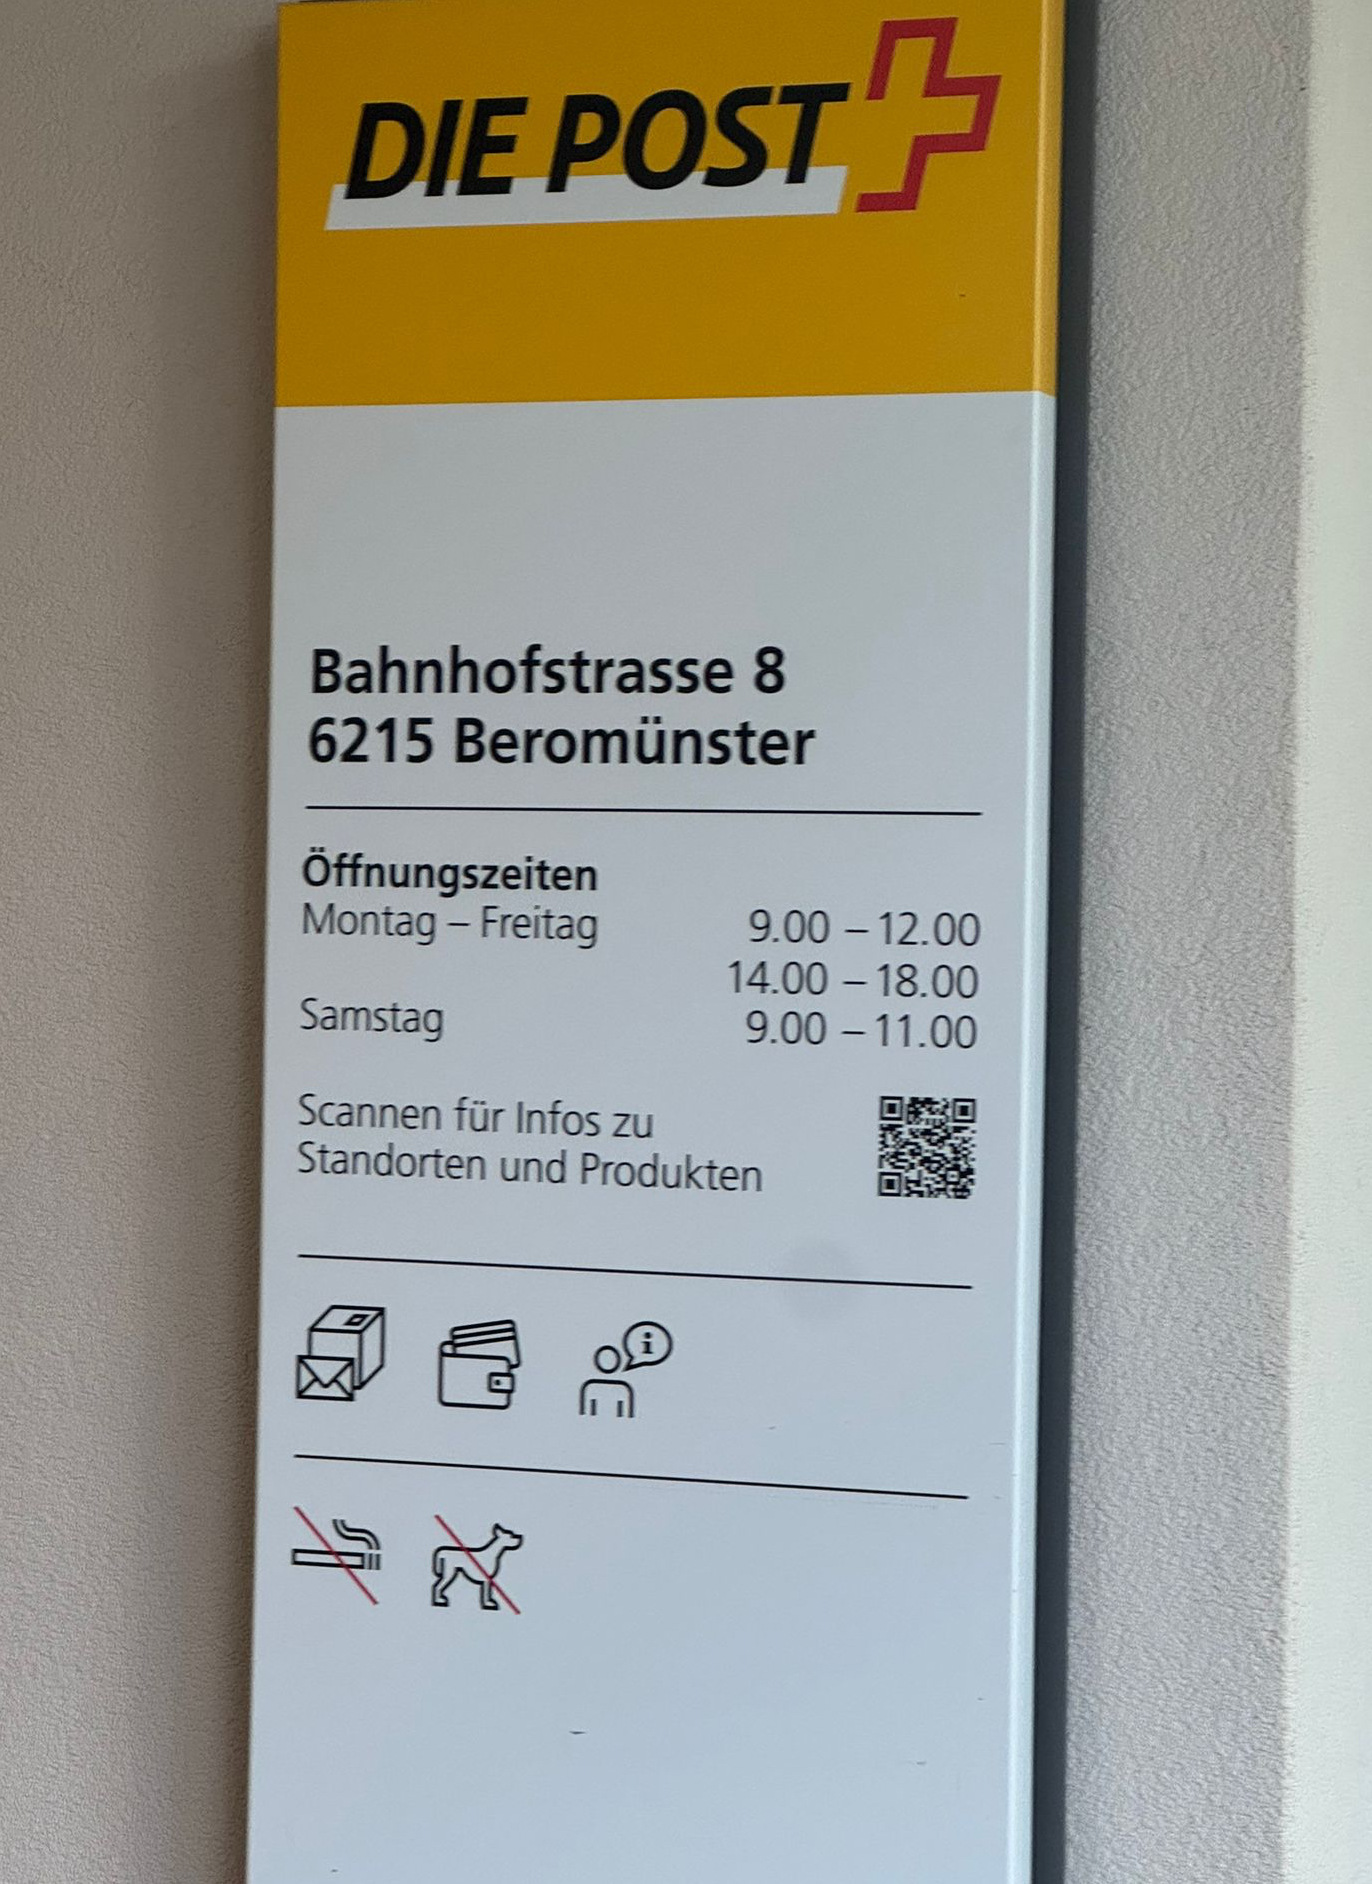 DIE POST
Bahnhofstrasse 8
6215 Beromünster
Öffnungszeiten
Montag – Freitag 9.00 – 12.00
14.00 – 18.00
Samstag 9.00 – 11.00
Scannen für Infos zu
Standorten und Produkten
i